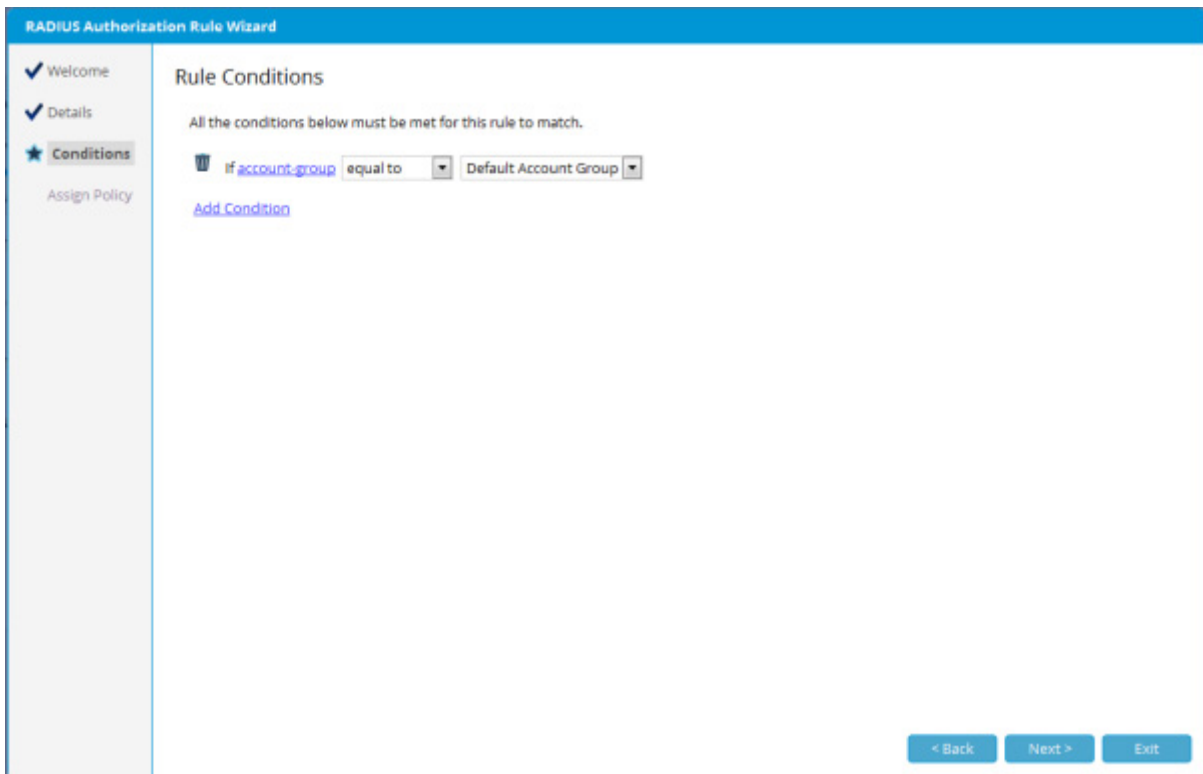 RADIUS Authorization Rule Wizard
Welcome
Details
Conditions
Assign Policy
Rule Conditions
All the conditions below must be met for this rule to match.
If account-group equal to Default Account Group
Add Condition
< Back Next > Exit